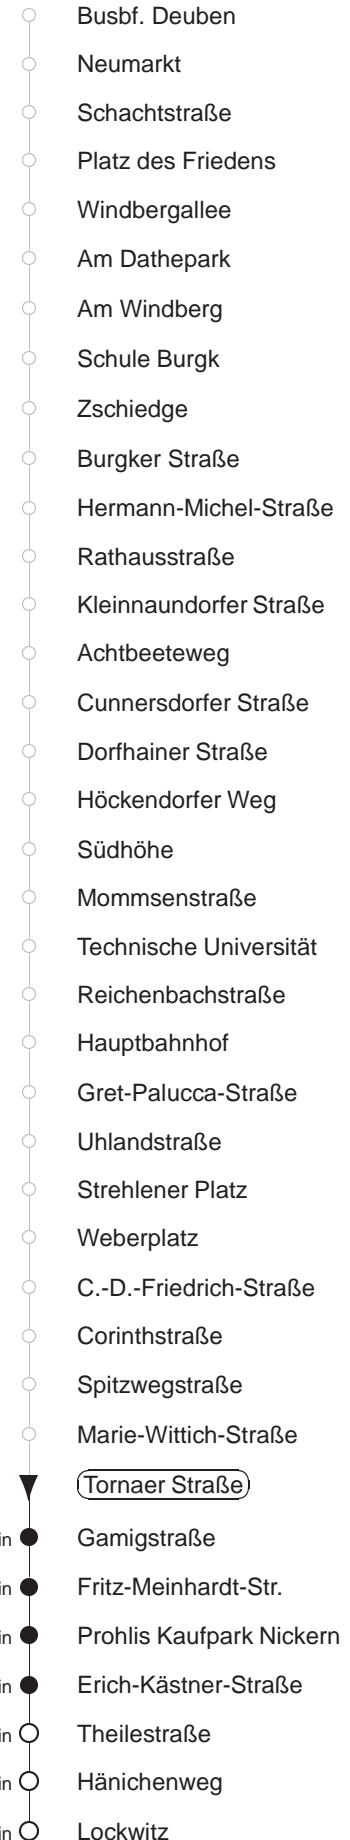 Busbf. Deuben
Neumarkt
Schachtstraße
Platz des Friedens
Windbergallee
Am Dathepark
Am Windberg
Schule Burgk
Zschiedge
Burgker Straße
Hermann-Michel-Straße
Rathausstraße
Kleinnaundorfer Straße
Achtbeeteweg
Cunnersdorfer Straße
Dorfhainer Straße
Höckendorfer Weg
Südhöhe
Mommsenstraße
Technische Universität
Reichenbachstraße
Hauptbahnhof
Gret-Palucca-Straße
Uhlandstraße
Strehlener Platz
Weberplatz
C.-D.-Friedrich-Straße
Corinthstraße
Spitzwegstraße
Marie-Wittich-Straße
Tornaer Straße
Gamigstraße
Fritz-Meinhardt-Str.
Prohlis Kaufpark Nickern
Erich-Kästner-Straße
Theilestraße
Hänichenweg
Lockwitz